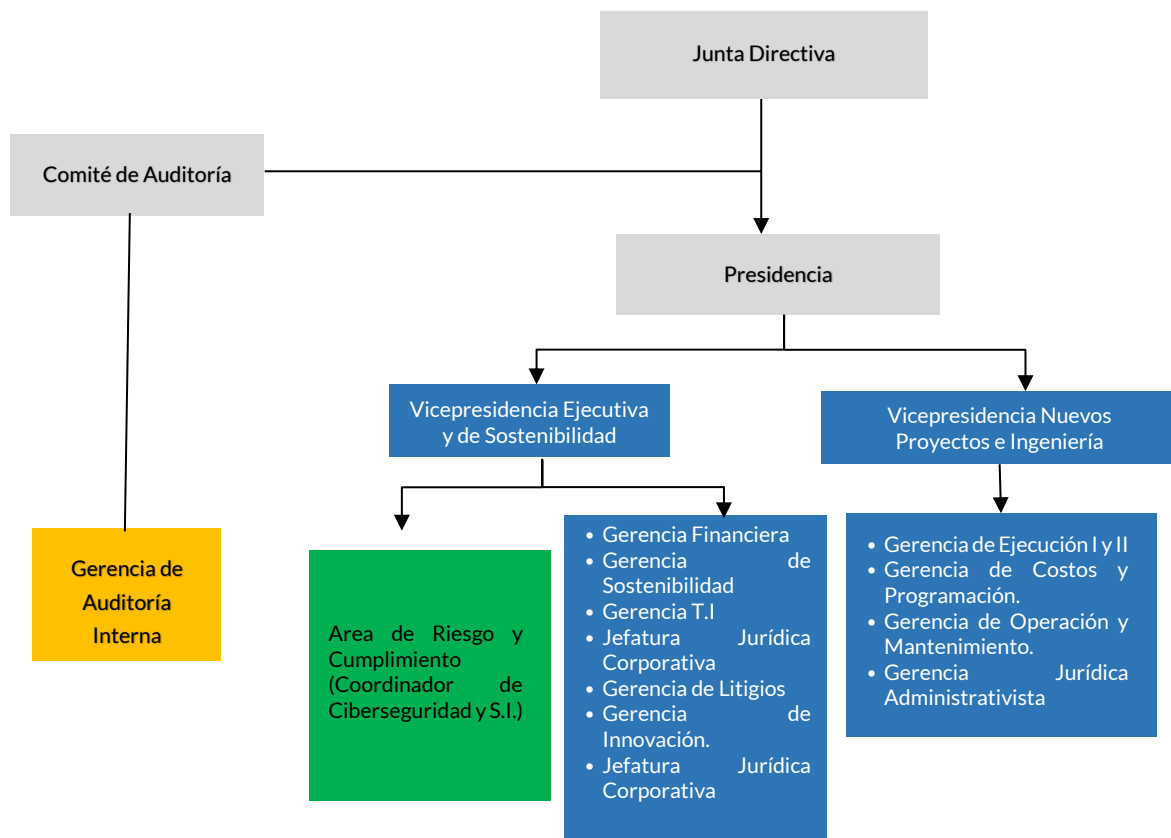 Junta Directiva
Comité de Auditoría
Presidencia
Vicepresidencia Ejecutiva
y de Sostenibilidad
Vicepresidencia Nuevos
Proyectos e Ingeniería
Gerencia de
Auditoría
Interna
Area de Riesgo y
Cumplimiento
(Coordinador de
Ciberseguridad y S.I.)
• Gerencia Financiera
• Gerencia de
Sostenibilidad
• Gerencia T.I
• Jefatura Jurídica
Corporativa
• Gerencia de Litigios
• Gerencia de
Innovación.
• Jefatura Jurídica
Corporativa
• Gerencia de Ejecución I y II
• Gerencia de Costos y
Programación.
• Gerencia de Operación y
Mantenimiento.
• Gerencia Jurídica
Administrativista